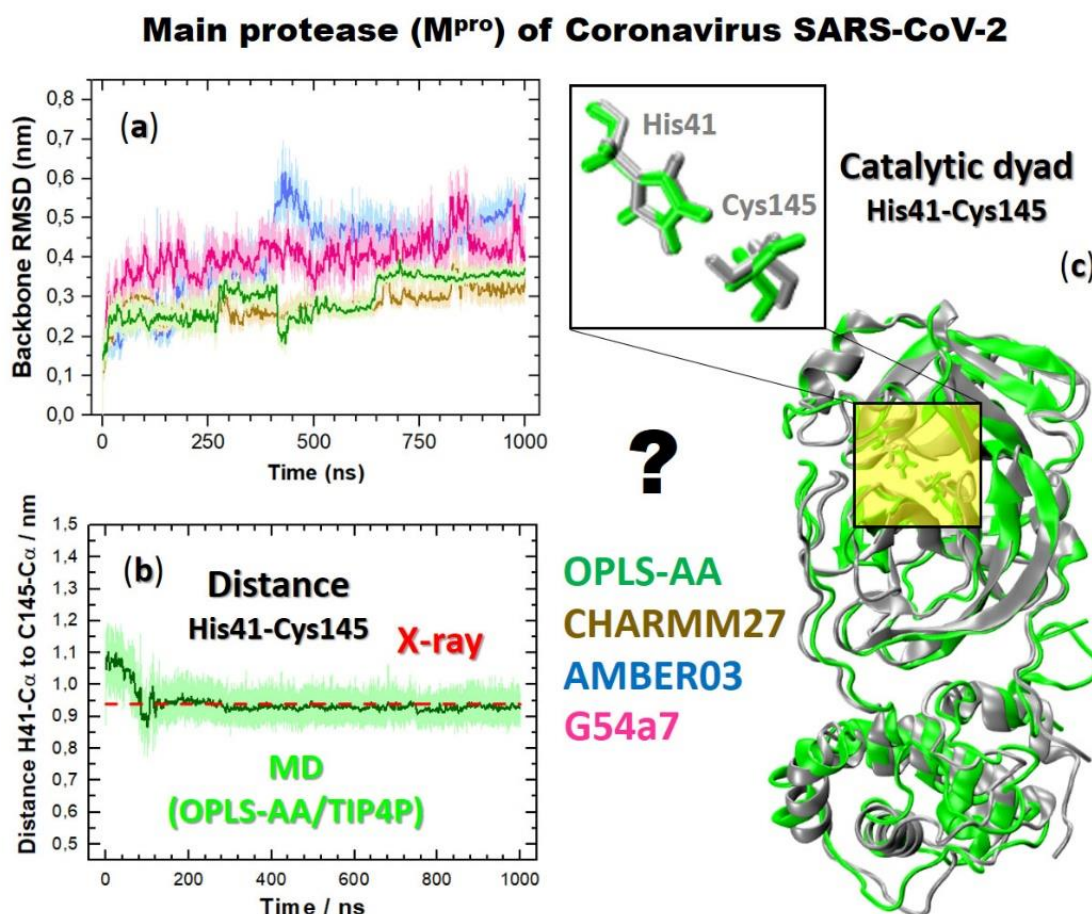 Main protease (Mᵖʳᵒ) of Coronavirus SARS-CoV-2
(a)
Backbone RMSD (nm)
0,8
0,7
0,6
0,5
0,4
0,3
0,2
0,1
0,0
0
250
500
750
1000
Time (ns)
His41
Cys145
Catalytic dyad
His41-Cys145
(c)
(b)
Distance
His41-Cys145
X-ray
MD
(OPLS-AA/TIP4P)
Distance H41-Cα to C145-Cα / nm
1,5
1,4
1,3
1,2
1,1
1,0
0,9
0,8
0,7
0,6
0,5
0
200
400
600
800
1000
Time / ns
?
OPLS-AA
CHARMM27
AMBER03
G54a7